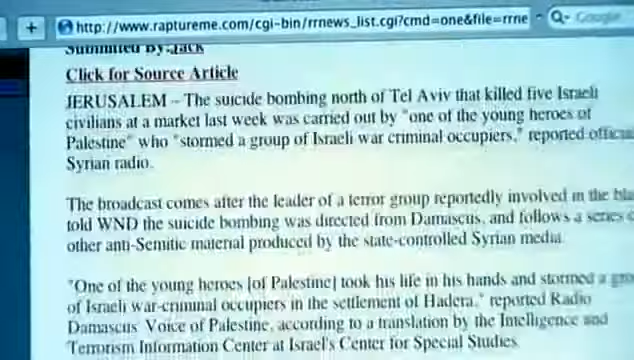 http://www.raptureme.com/cgi-bin/rrnews_list.cgi?cmd=one&file=rrne
Google
Submitted by:Jack
Click for Source Article
JERUSALEM – The suicide bombing north of Tel Aviv that killed five Israeli
civilians at a market last week was carried out by "one of the young heroes of
Palestine" who "stormed a group of Israeli war criminal occupiers," reported
Syrian radio.
The broadcast comes after the leader of a terror group reportedly involved in the
told WND the suicide bombing was directed from Damascus, and follows a series
other anti-Semitic material produced by the state-controlled Syrian media.
"One of the young heroes [of Palestine] took his life in his hands and stormed a
of Israeli war-criminal occupiers in the settlement of Hadera," reported Radio
Damascus' Voice of Palestine, according to a translation by the Intelligence and
Terrorism Information Center at Israel's Center for Special Studies.